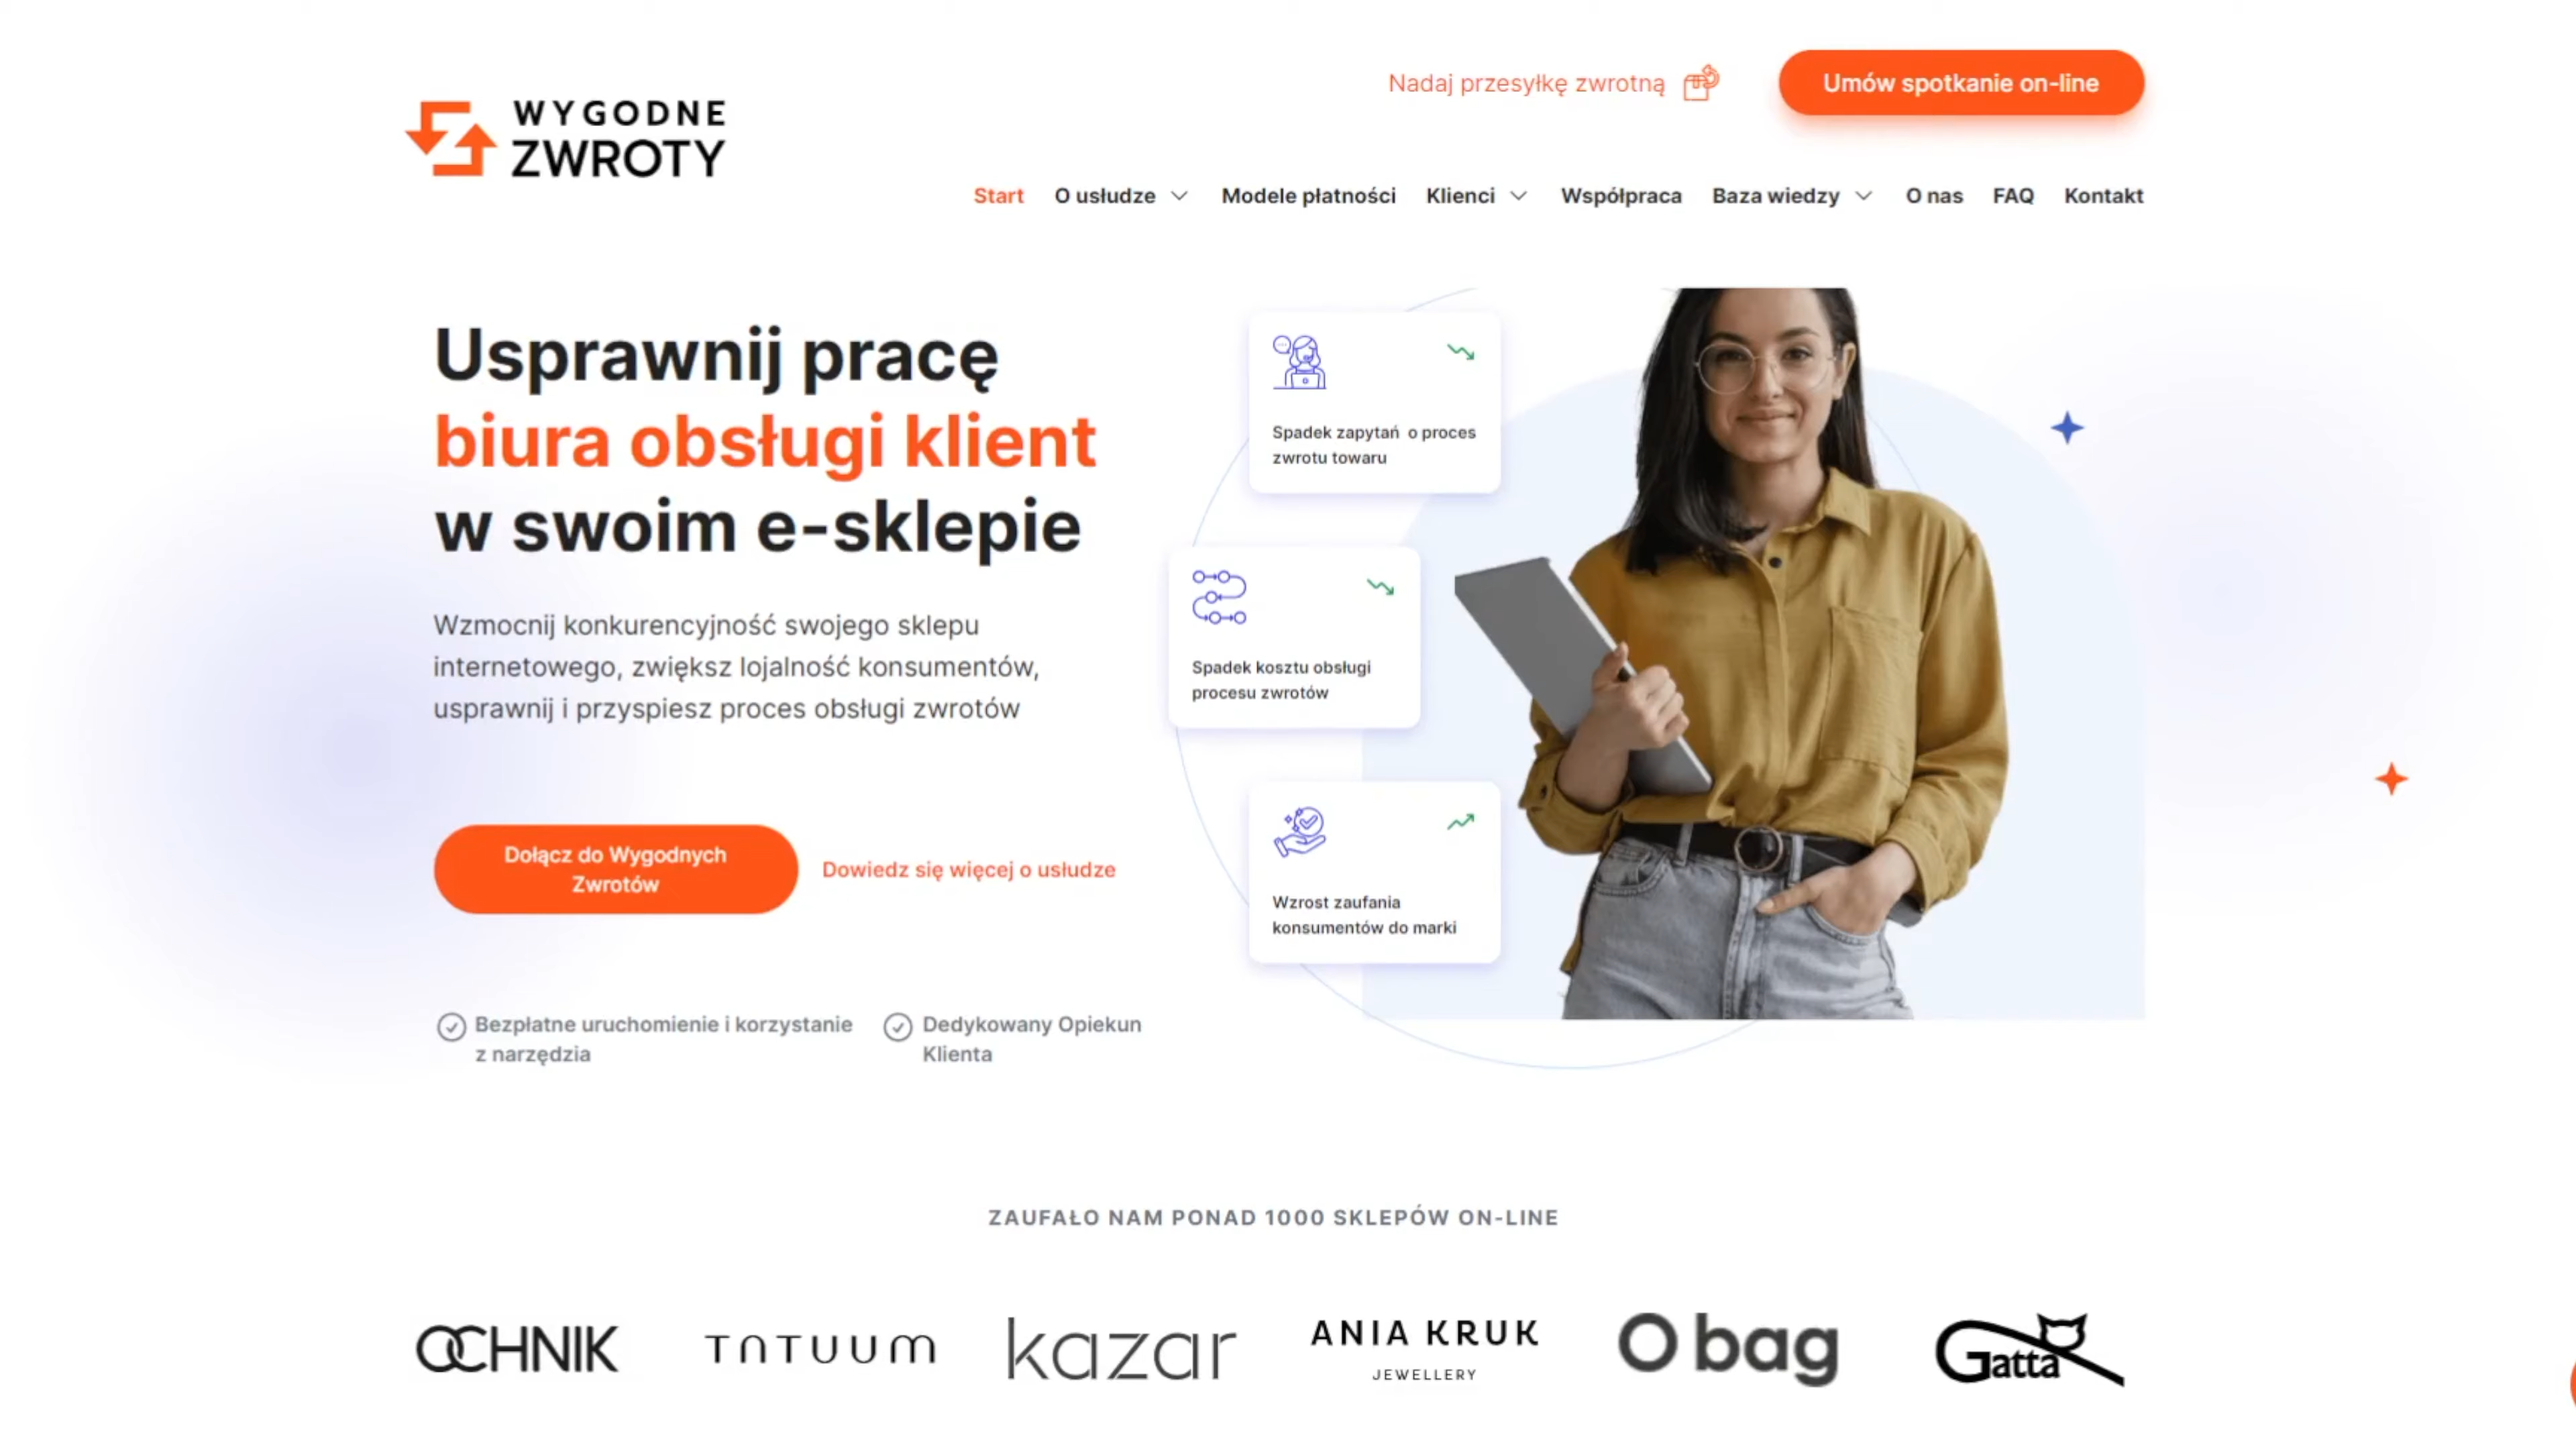 Nadaj przesyłkę zwrotną
Umów spotkanie on-line
WYGODNE
ZWROTY
Start O usłudze Modele płatności Klienci Współpraca Baza wiedzy O nas FAQ Kontakt
Usprawnij pracę
biura obsługi klient
w swoim e-sklepie
Wzmocnij konkurencyjność swojego sklepu
internetowego, zwiększ lojalność konsumentów,
usprawnij i przyspiesz proces obsługi zwrotów
Dołącz do Wygodnych
Zwrotów
Dowiedz się więcej o usłudze
Bezpłatne uruchomienie i korzystanie
z narzędzia
Dedykowany Opiekun
Klienta
Spadek zapytań o proces
zwrotu towaru
Spadek kosztu obsługi
procesu zwrotów
Wzrost zaufania
konsumentów do marki
ZAUFAŁO NAM PONAD 1000 SKLEPÓW ON-LINE
OCHNIK
TATUUM
kazar
ANIA KRUK
JEWELLERY
O bag
Gatta